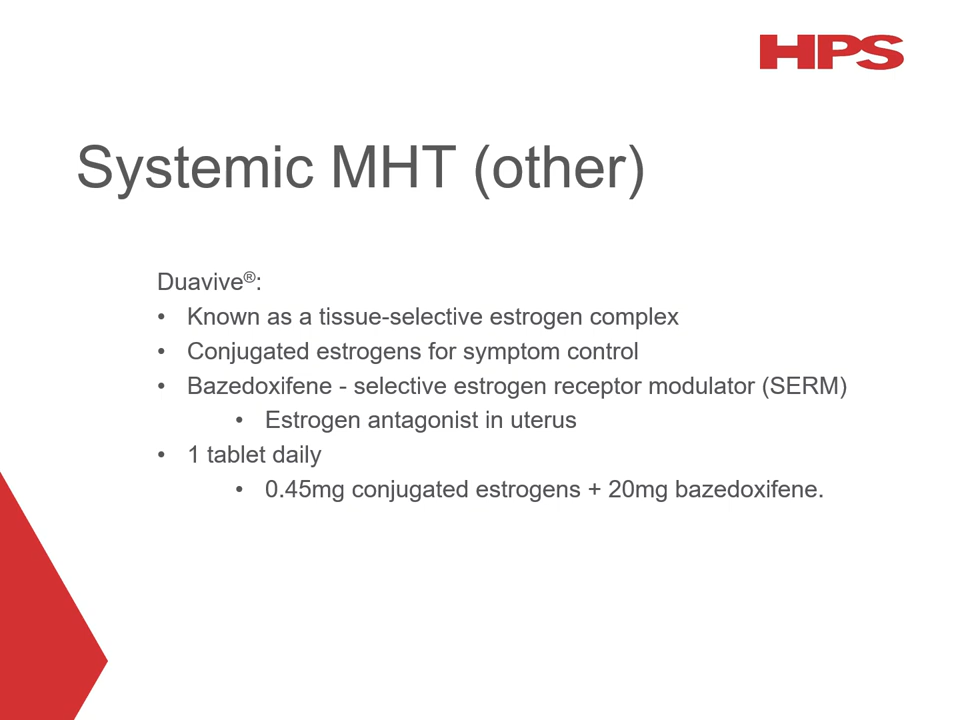 HPS
Systemic MHT (other)
Duavive®:
• Known as a tissue-selective estrogen complex
• Conjugated estrogens for symptom control
• Bazedoxifene - selective estrogen receptor modulator (SERM)
• Estrogen antagonist in uterus
• 1 tablet daily
• 0.45mg conjugated estrogens + 20mg bazedoxifene.